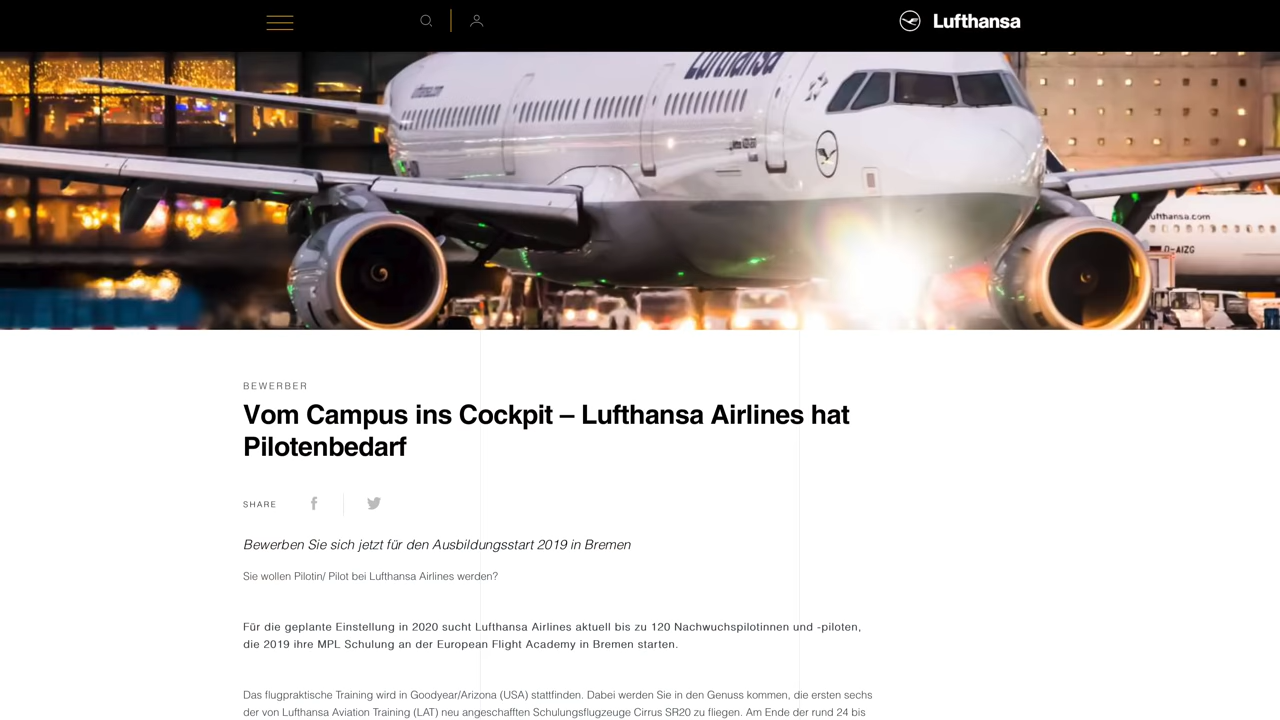 Lufthansa
Lufthansa
lufthansa.com
lufthansa.com
D-AIZG
BEWERBER
Vom Campus ins Cockpit – Lufthansa Airlines hat
Pilotenbedarf
SHARE
Bewerben Sie sich jetzt für den Ausbildungsstart 2019 in Bremen
Sie wollen Pilotin/ Pilot bei Lufthansa Airlines werden?
Für die geplante Einstellung in 2020 sucht Lufthansa Airlines aktuell bis zu 120 Nachwuchspilotinnen und -piloten,
die 2019 ihre MPL Schulung an der European Flight Academy in Bremen starten.
Das flugpraktische Training wird in Goodyear/Arizona (USA) stattfinden. Dabei werden Sie in den Genuss kommen, die ersten sechs
der von Lufthansa Aviation Training (LAT) neu angeschafften Schulungsflugzeuge Cirrus SR20 zu fliegen. Am Ende der rund 24 bis